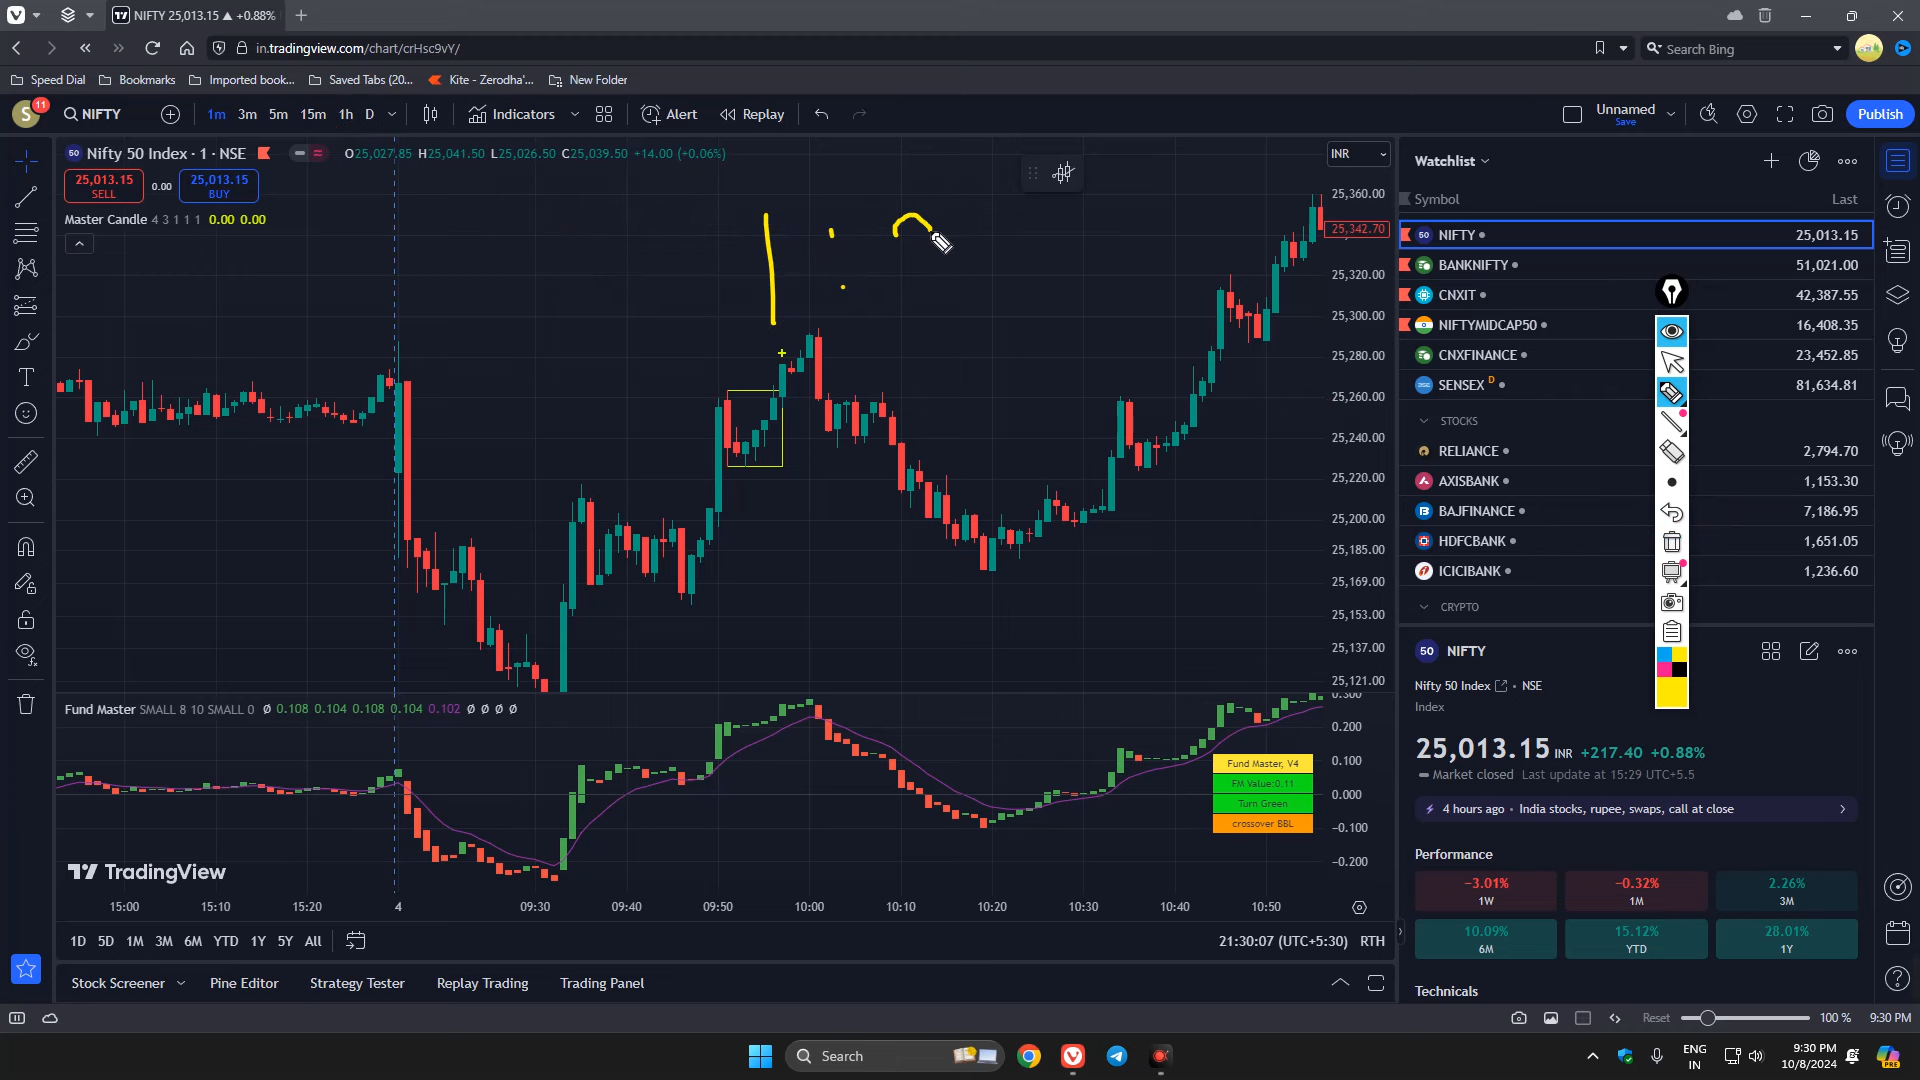 NIFTY 25,013.15 ▲ +0.88%
in.tradingview.com/chart/crHsc9vY/
Search Bing
Speed Dial
Bookmarks
Imported book...
Saved Tabs (20...
Kite - Zerodha'...
New Folder
S
11
NIFTY
1m 3m 5m 15m 1h D
Indicators
Alert
Replay
Unnamed
Save
Publish
50
Nifty 50 Index · 1 · NSE
O25,027.85 H25,041.50 L25,026.50 C25,039.50 +14.00 (+0.06%)
INR
25,013.15
SELL
0.00
25,013.15
BUY
Master Candle 4 3 1 1 1 0.00 0.00
25,360.00
25,342.70
25,320.00
25,300.00
25,280.00
25,260.00
25,240.00
25,220.00
25,200.00
25,185.00
25,169.00
25,153.00
25,137.00
25,121.00
Fund Master SMALL 8 10 SMALL 0 Ø 0.108 0.104 0.108 0.104 0.102 Ø Ø Ø Ø
0.300
0.200
0.100
0.000
−0.100
−0.200
Fund Master, V4
FM Value:0.11
Turn Green
crossover BBL
TradingView
15:00 15:10 15:20 4 09:30 09:40 09:50 10:00 10:10 10:20 10:30 10:40 10:50
1D 5D 1M 3M 6M YTD 1Y 5Y All
21:30:07 (UTC+5:30) RTH
Stock Screener
Pine Editor
Strategy Tester
Replay Trading
Trading Panel
Watchlist
Symbol Last
50 NIFTY 25,013.15
BANKNIFTY 51,021.00
CNXIT 42,387.55
NIFTYMIDCAP50 16,408.35
CNXFINANCE 23,452.85
SENSEX D 81,634.81
STOCKS
RELIANCE 2,794.70
AXISBANK 1,153.30
BAJFINANCE 7,186.95
HDFCBANK 1,651.05
ICICIBANK 1,236.60
CRYPTO
50 NIFTY
Nifty 50 Index · NSE
Index
25,013.15 INR +217.40 +0.88%
Market closed Last update at 15:29 UTC+5.5
4 hours ago · India stocks, rupee, swaps, call at close
Performance
−3.01%
1W
−0.32%
1M
2.26%
3M
10.09%
6M
15.12%
YTD
28.01%
1Y
Technicals
Reset
100 %
9:30 PM
Search
ENG
IN
9:30 PM
10/8/2024
PRE